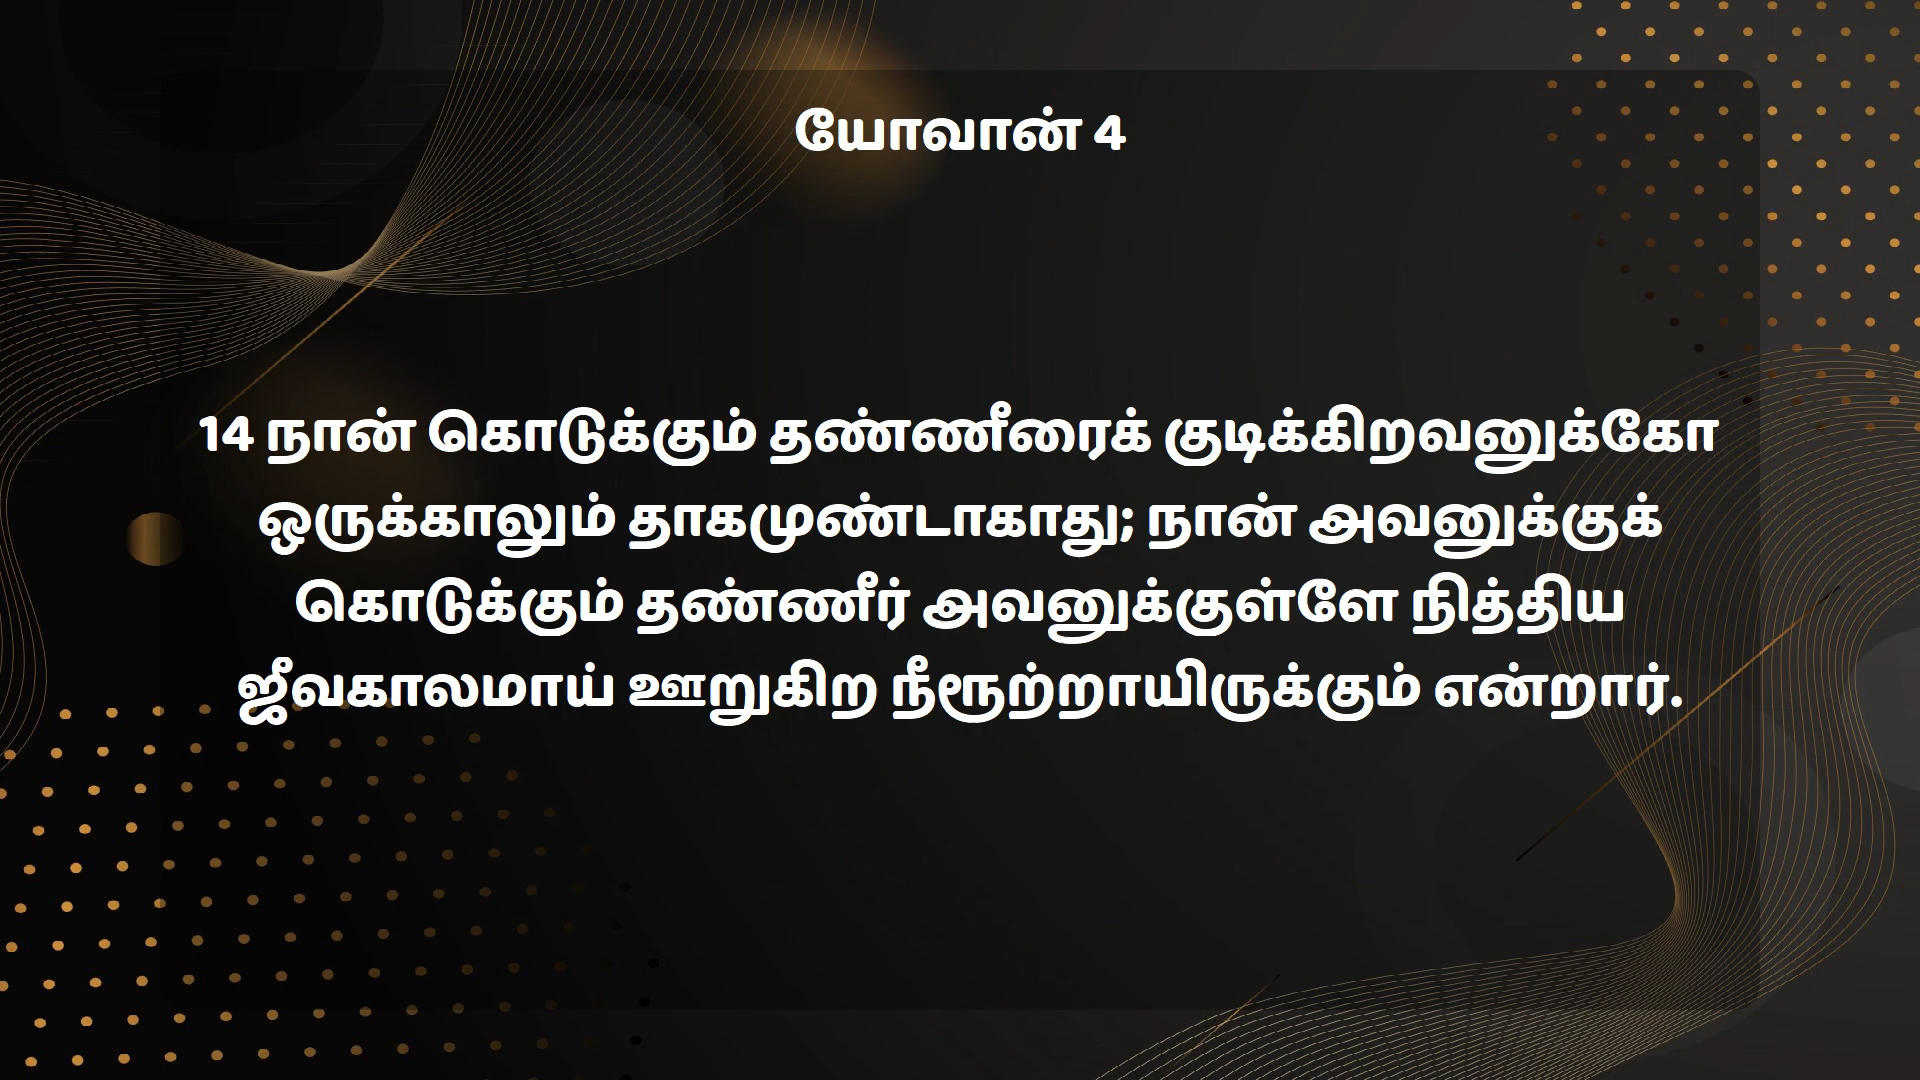 யோவான் 4
14 நான் கொடுக்கும் தண்ணீரைக் குடிக்கிறவனுக்கோ
ஒருக்காலும் தாகமுண்டாகாது; நான் அவனுக்குக்
கொடுக்கும் தண்ணீர் அவனுக்குள்ளே நித்திய
ஜீவகாலமாய் ஊறுகிற நீரூற்றாயிருக்கும் என்றார்.